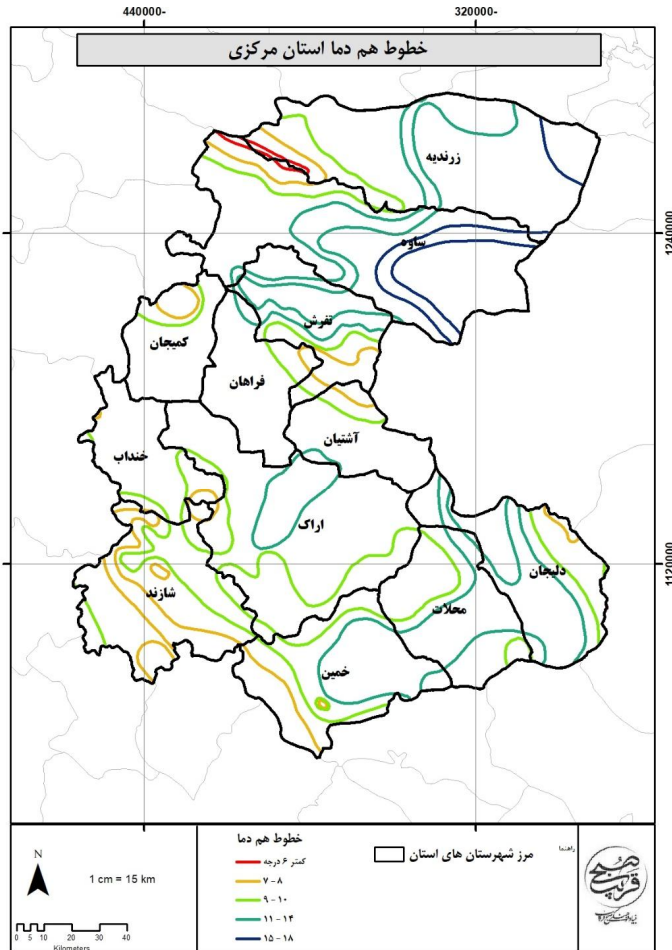 440000-
320000-
خطوط هم دما استان مرکزی
زرندیه
1240000
ساوه
تفرش
کمیجان
فراهان
آشتیان
خنداب
اراک
1120000
دلیجان
شازند
محلات
خمین
خطوط هم دما
کمتر ۶ درجه
۷ - ۸
۹ - ۱۰
۱۱ - ۱۴
۱۵ - ۱۸
راهنما
مرز شهرستان های استان
N
1 cm = 15 km
0 5 10 20 30 40
Kilometers